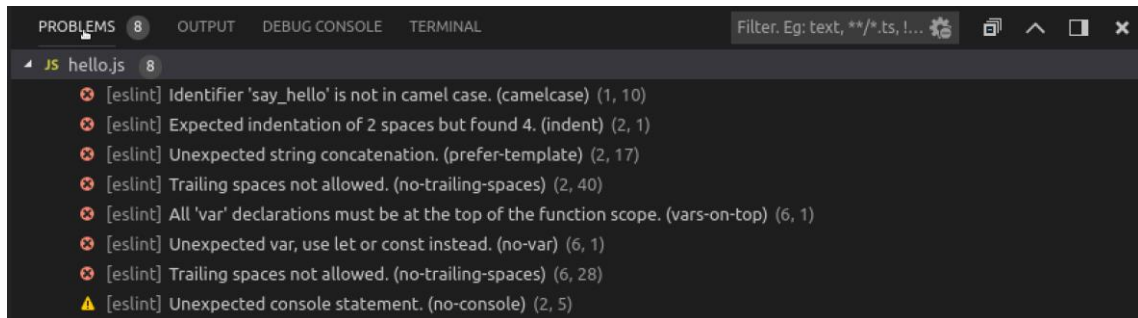 PROBLEMS 8 OUTPUT DEBUG CONSOLE TERMINAL Filter. Eg: text, **/*.ts, !...
JS hello.js 8
[eslint] Identifier 'say_hello' is not in camel case. (camelcase) (1, 10)
[eslint] Expected indentation of 2 spaces but found 4. (indent) (2, 1)
[eslint] Unexpected string concatenation. (prefer-template) (2, 17)
[eslint] Trailing spaces not allowed. (no-trailing-spaces) (2, 40)
[eslint] All 'var' declarations must be at the top of the function scope. (vars-on-top) (6, 1)
[eslint] Unexpected var, use let or const instead. (no-var) (6, 1)
[eslint] Trailing spaces not allowed. (no-trailing-spaces) (6, 28)
[eslint] Unexpected console statement. (no-console) (2, 5)